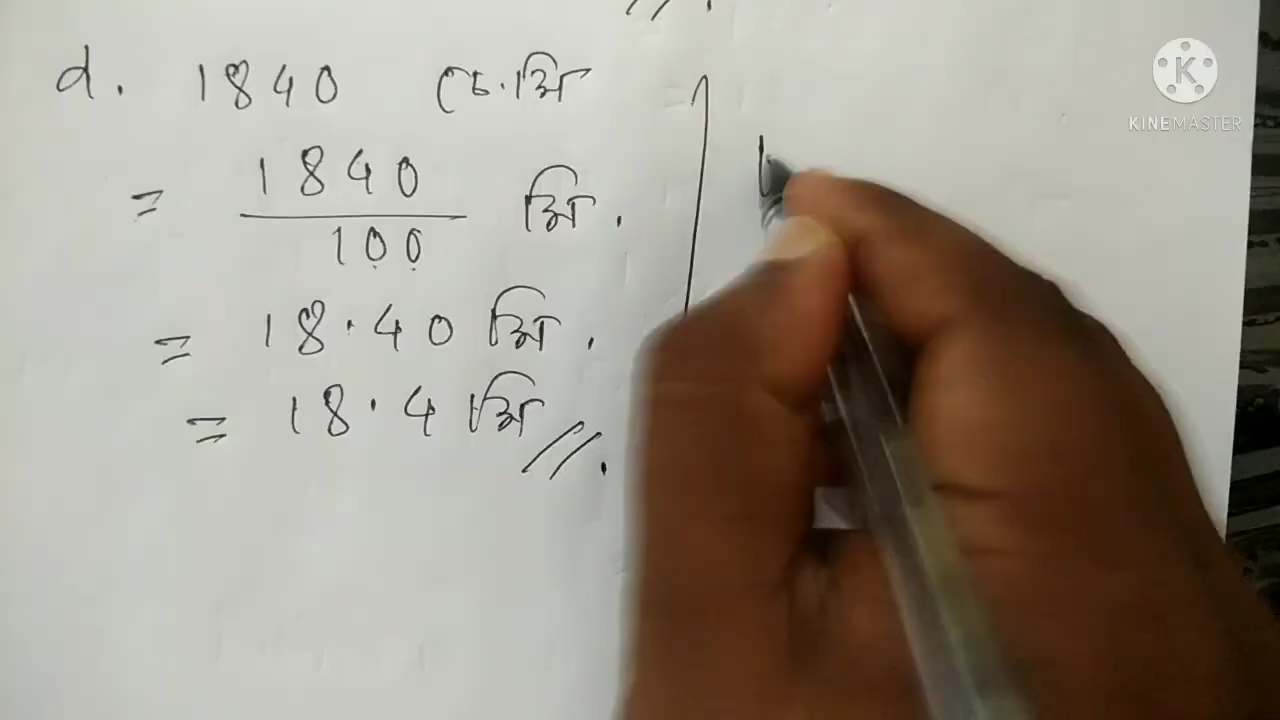 d. 1840 চে.মি
= 1840/100 মি.
= 18.40 মি.
= 18.4 মি //.
K
KINEMASTER